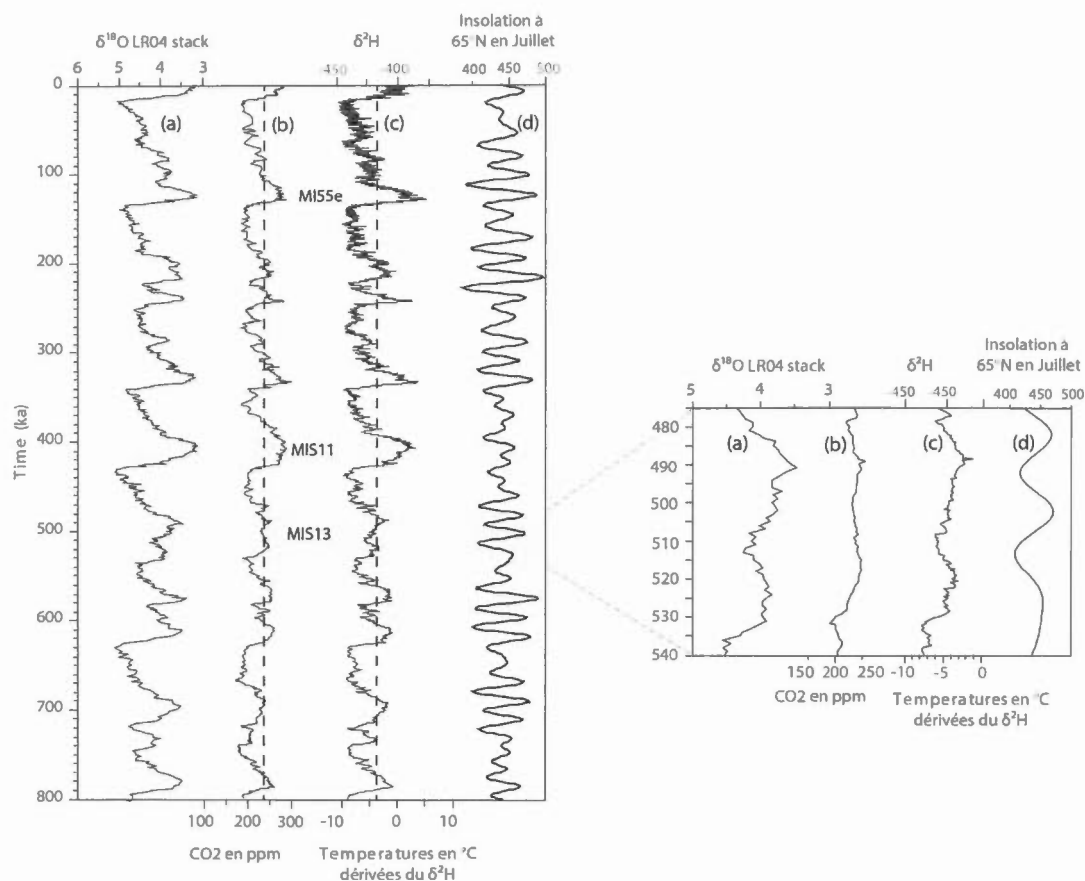 Insolation à
δ¹⁸O LR04 stack δ²H 65°N en Juillet
6 5 4 3 -450 -400 400 450 500
0
100
200
300
400
500
600
700
800
Time (ka)
(a) (b) (c) (d)
MIS5e
MIS11
MIS13
100 200 300 -10 0 10
CO2 en ppm Temperatures en °C
dérivées du δ²H
Insolation à
δ¹⁸O LR04 stack δ²H 65°N en Juillet
5 4 3 -450 -450 400 450 500
480
490
500
510
520
530
540
(a) (b) (c) (d)
150 200 250 -10 -5 0
CO2 en ppm Temperatures en °C
dérivées du δ²H